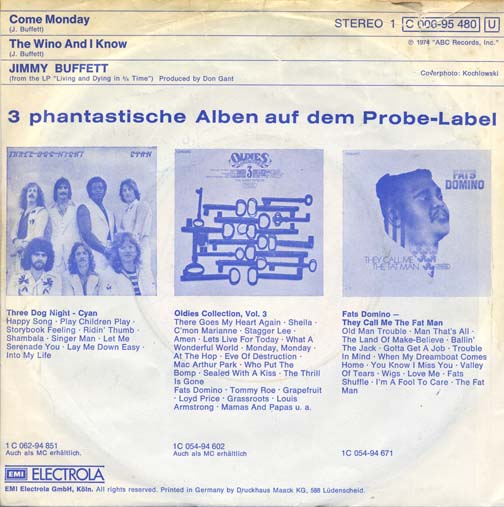 Come Monday
(J. Buffett)
STEREO 1 C 006-95 480 U
The Wino And I Know
(J. Buffett)
℗ 1974 "ABC Records, Inc."
JIMMY BUFFETT
(from the LP "Living and Dying in ¾ Time") Produced by Don Gant
Coverphoto: Kochlowski
3 phantastische Alben auf dem Probe-Label
THREE DOG NIGHT CYAN
OLDIES
3
FATS
DOMINO
THEY CALL ME
THE FAT MAN
Three Dog Night - Cyan
Happy Song · Play Children Play ·
Storybook Feeling · Ridin' Thumb ·
Shambala · Singer Man · Let Me
Serenade You · Lay Me Down Easy ·
Into My Life
1 C 062-94 851
Auch als MC erhältlich.
Oldies Collection, Vol. 3
There Goes My Heart Again · Sheila ·
C'mon Marianne · Stagger Lee ·
Amen · Lets Live For Today · What A
Wonderful World · Monday, Monday ·
At The Hop · Eve Of Destruction ·
Mac Arthur Park · Who Put The
Bomp · Sealed With A Kiss · The Thrill
Is Gone
Fats Domino · Tommy Roe · Grapefruit
· Loyd Price · Grassroots · Louis
Armstrong · Mamas And Papas u. a.
1C 054-94 602
Auch als MC erhältlich.
Fats Domino –
They Call Me The Fat Man
Old Man Trouble · Man That's All ·
The Land Of Make-Believe · Ballin'
The Jack · Gotta Get A Job · Trouble
In Mind · When My Dreamboat Comes
Home · You Know I Miss You · Valley
Of Tears · Wigs · Love Me · Fats
Shuffle · I'm A Fool To Care · The Fat
Man
1C 054-94 671
EMI ELECTROLA
EMI Electrola GmbH, Köln. All rights reserved. Printed in Germany by Druckhaus Maack KG, 588 Lüdenscheid.